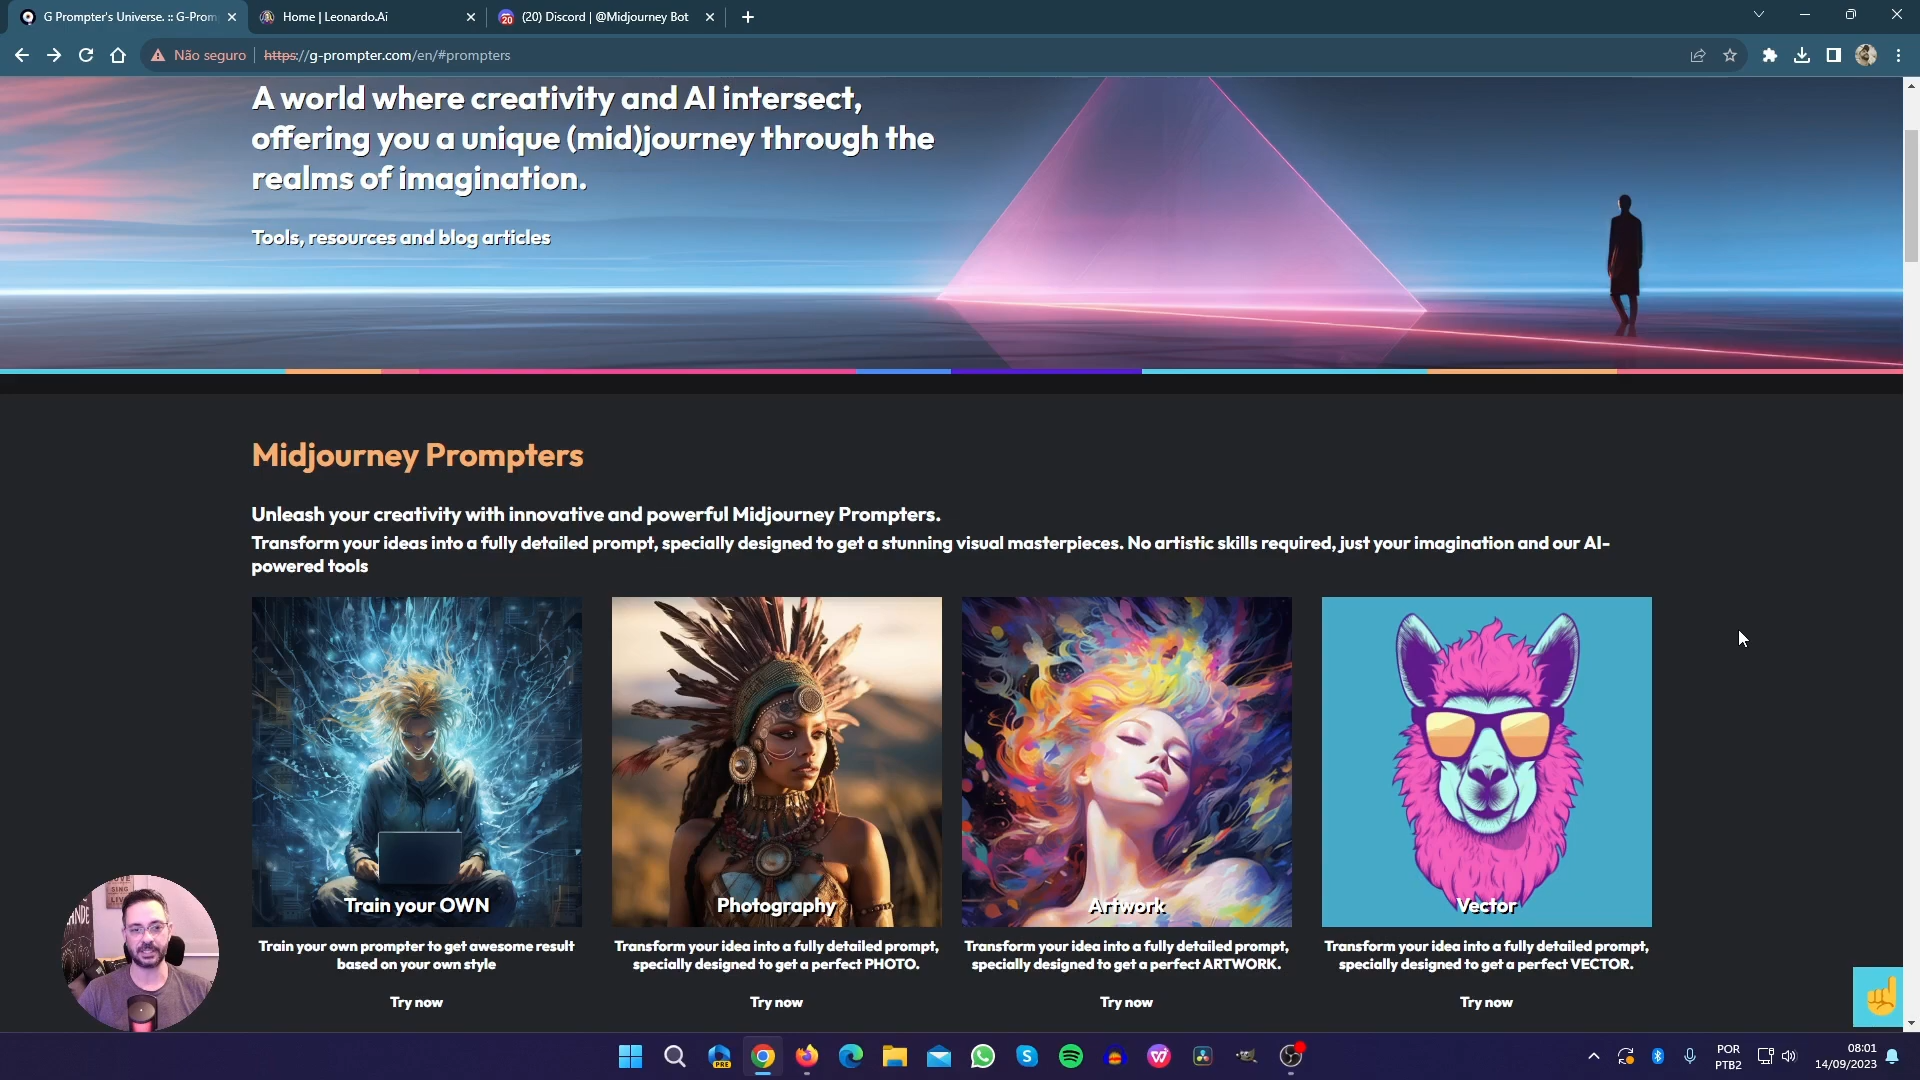 G Prompter's Universe. :: G-Prom
Home | Leonardo.Ai
(20) Discord | @Midjourney Bot
Não seguro
https://g-prompter.com/en/#prompters
A world where creativity and AI intersect,
offering you a unique (mid)journey through the
realms of imagination.
Tools, resources and blog articles
Midjourney Prompters
Unleash your creativity with innovative and powerful Midjourney Prompters.
Transform your ideas into a fully detailed prompt, specially designed to get a stunning visual masterpieces. No artistic skills required, just your imagination and our AI-
powered tools
Train your OWN
Photography
Artwork
Vector
Train your own prompter to get awesome result
based on your own style
Transform your idea into a fully detailed prompt,
specially designed to get a perfect PHOTO.
Transform your idea into a fully detailed prompt,
specially designed to get a perfect ARTWORK.
Transform your idea into a fully detailed prompt,
specially designed to get a perfect VECTOR.
Try now
Try now
Try now
Try now
SING
PRE
POR
PTB2
08:01
14/09/2023